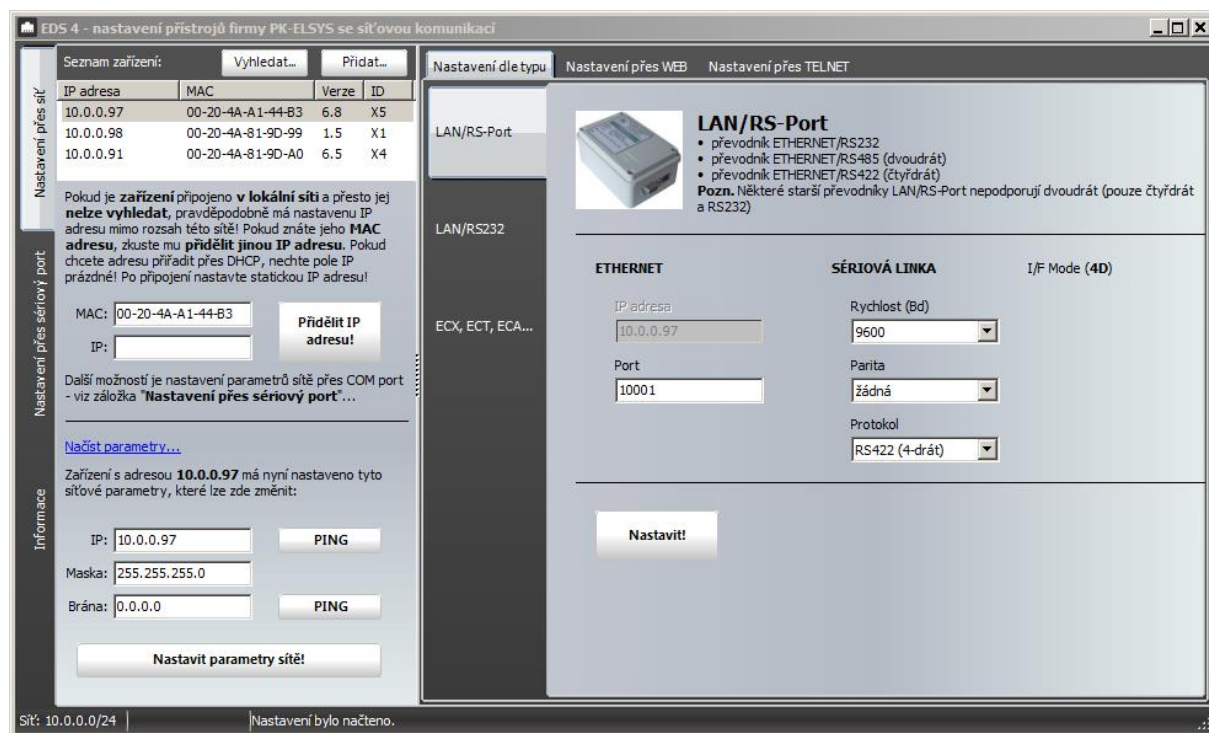 EDS 4 - nastavení přístrojů firmy PK-ELSYS se síťovou komunikací
Nastavení přes síť
Nastavení přes sériový port
Informace
Seznam zařízení:
Vyhledat...
Přidat...
IP adresa MAC Verze ID
10.0.0.97 00-20-4A-A1-44-B3 6.8 X5
10.0.0.98 00-20-4A-81-9D-99 1.5 X1
10.0.0.91 00-20-4A-81-9D-A0 6.5 X4
Pokud je zařízení připojeno v lokální síti a přesto jej
nelze vyhledat, pravděpodobně má nastavenu IP
adresu mimo rozsah této sítě! Pokud znáte jeho MAC
adresu, zkuste mu přidělit jinou IP adresu. Pokud
chcete adresu přiřadit přes DHCP, nechte pole IP
prázdné! Po připojení nastavte statickou IP adresu!
MAC: 00-20-4A-A1-44-B3
IP:
Přidělit IP
adresu!
Další možností je nastavení parametrů sítě přes COM port
- viz záložka "Nastavení přes sériový port"...
Načíst parametry...
Zařízení s adresou 10.0.0.97 má nyní nastaveno tyto
síťové parametry, které lze zde změnit:
IP: 10.0.0.97 PING
Maska: 255.255.255.0
Brána: 0.0.0.0 PING
Nastavit parametry sítě!
Nastavení dle typu Nastavení přes WEB Nastavení přes TELNET
LAN/RS-Port
LAN/RS232
ECX, ECT, ECA...
LAN/RS-Port
• převodník ETHERNET/RS232
• převodník ETHERNET/RS485 (dvoudrát)
• převodník ETHERNET/RS422 (čtyřdrát)
Pozn. Některé starší převodníky LAN/RS-Port nepodporují dvoudrát (pouze čtyřdrát
a RS232)
ETHERNET
IP adresa
10.0.0.97
Port
10001
SÉRIOVÁ LINKA
Rychlost (Bd)
9600
Parita
žádná
Protokol
RS422 (4-drát)
I/F Mode (4D)
Nastavit!
Síť: 10.0.0.0/24 Nastavení bylo načteno.